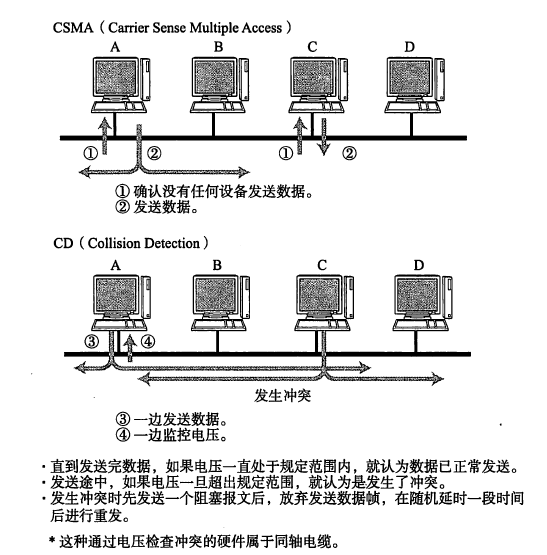 CSMA（Carrier Sense Multiple Access）
A B C D
① ② ① ②
① 确认没有任何设备发送数据。
② 发送数据。
CD（Collision Detection）
A B C D
③ ④
发生冲突
③ 一边发送数据。
④ 一边监控电压。
·直到发送完数据，如果电压一直处于规定范围内，就认为数据已正常发送。
·发送途中，如果电压一旦超出规定范围，就认为是发生了冲突。
·发生冲突时先发送一个阻塞报文后，放弃发送数据帧，在随机延时一段时间
后进行重发。
* 这种通过电压检查冲突的硬件属于同轴电缆。